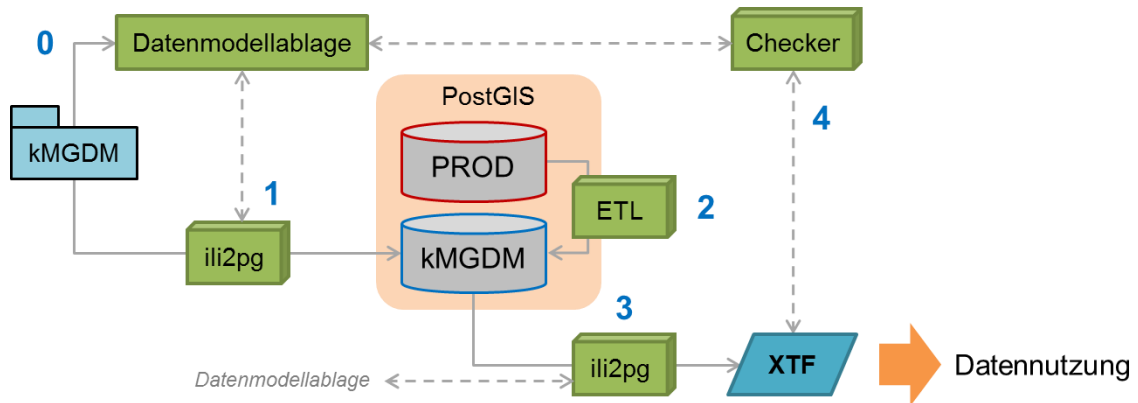 0
Datenmodellablage
Checker
PostGIS
4
kMGDM
PROD
1
ETL
2
ili2pg
kMGDM
3
ili2pg
XTF
Datennutzung
Datenmodellablage